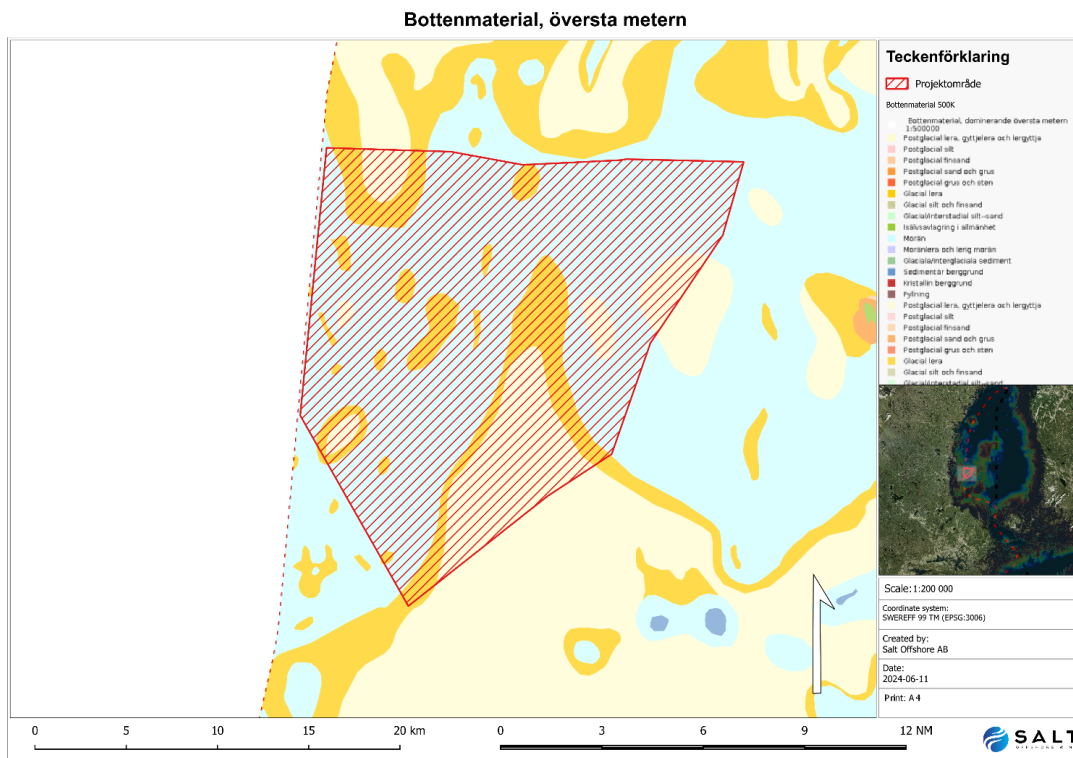 Bottenmaterial, översta metern
Teckenförklaring
Projektområde
Bottenmaterial 500K
Bottenmaterial, dominerande översta metern
1:500000
Postglacial lera, gyttjelera och lergyttja
Postglacial silt
Postglacial finsand
Postglacial sand och grus
Postglacial grus och sten
Glacial lera
Glacial silt och finsand
Glacial/interstadial silt-sand
Isälvsavlagring i allmänhet
Morän
Moränlera och lerig morän
Glaciala/interglaciala sediment
Sedimentär berggrund
Kristallin berggrund
Fyllning
Postglacial lera, gyttjelera och lergyttja
Postglacial silt
Postglacial finsand
Postglacial sand och grus
Postglacial grus och sten
Glacial lera
Glacial silt och finsand
Glacial/interstadial silt-sand
Scale: 1:200 000
Coordinate system:
SWEREFF 99 TM (EPSG:3006)
Created by:
Salt Offshore AB
Date:
2024-06-11
Print: A4
0 5 10 15 20 km
0 3 6 9 12 NM
SALT